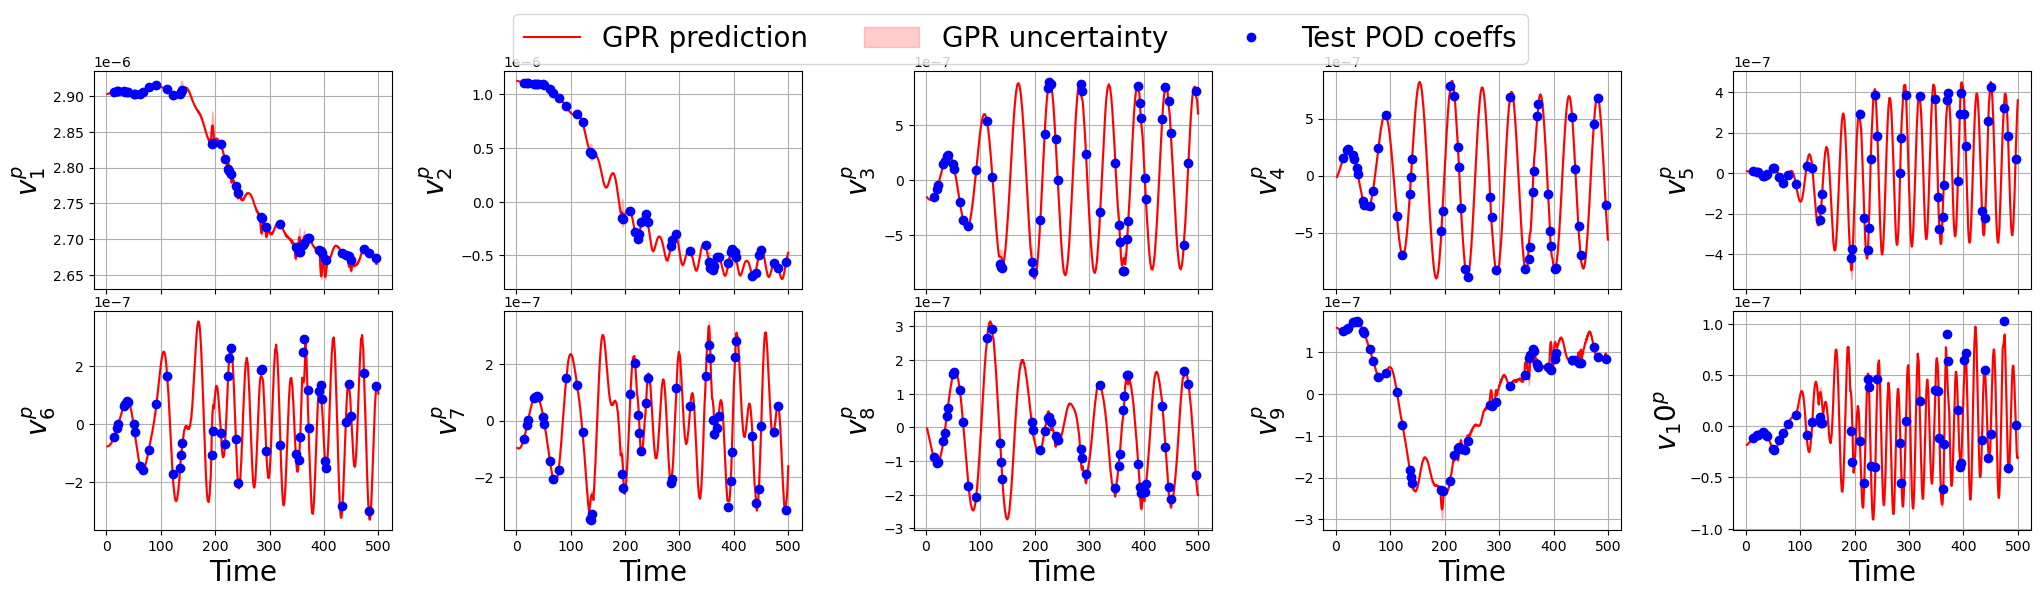 GPR prediction GPR uncertainty Test POD coeffs
1e−6 1e−6 1e−7 1e−7 1e−7
2.90 2.85 2.80 2.75 2.70 2.65
v_1^p
1.0 0.5 0.0 −0.5
v_2^p
5 0 −5
v_3^p
5 0 −5
v_4^p
4 2 0 −2 −4
v_5^p
1e−7 1e−7 1e−7 1e−7 1e−7
2 0 −2
v_6^p
2 0 −2
v_7^p
3 2 1 0 −1 −2 −3
v_8^p
1 0 −1 −2 −3
v_9^p
1.0 0.5 0.0 −0.5 −1.0
v_10^p
0 100 200 300 400 500 0 100 200 300 400 500 0 100 200 300 400 500 0 100 200 300 400 500 0 100 200 300 400 500
Time Time Time Time Time